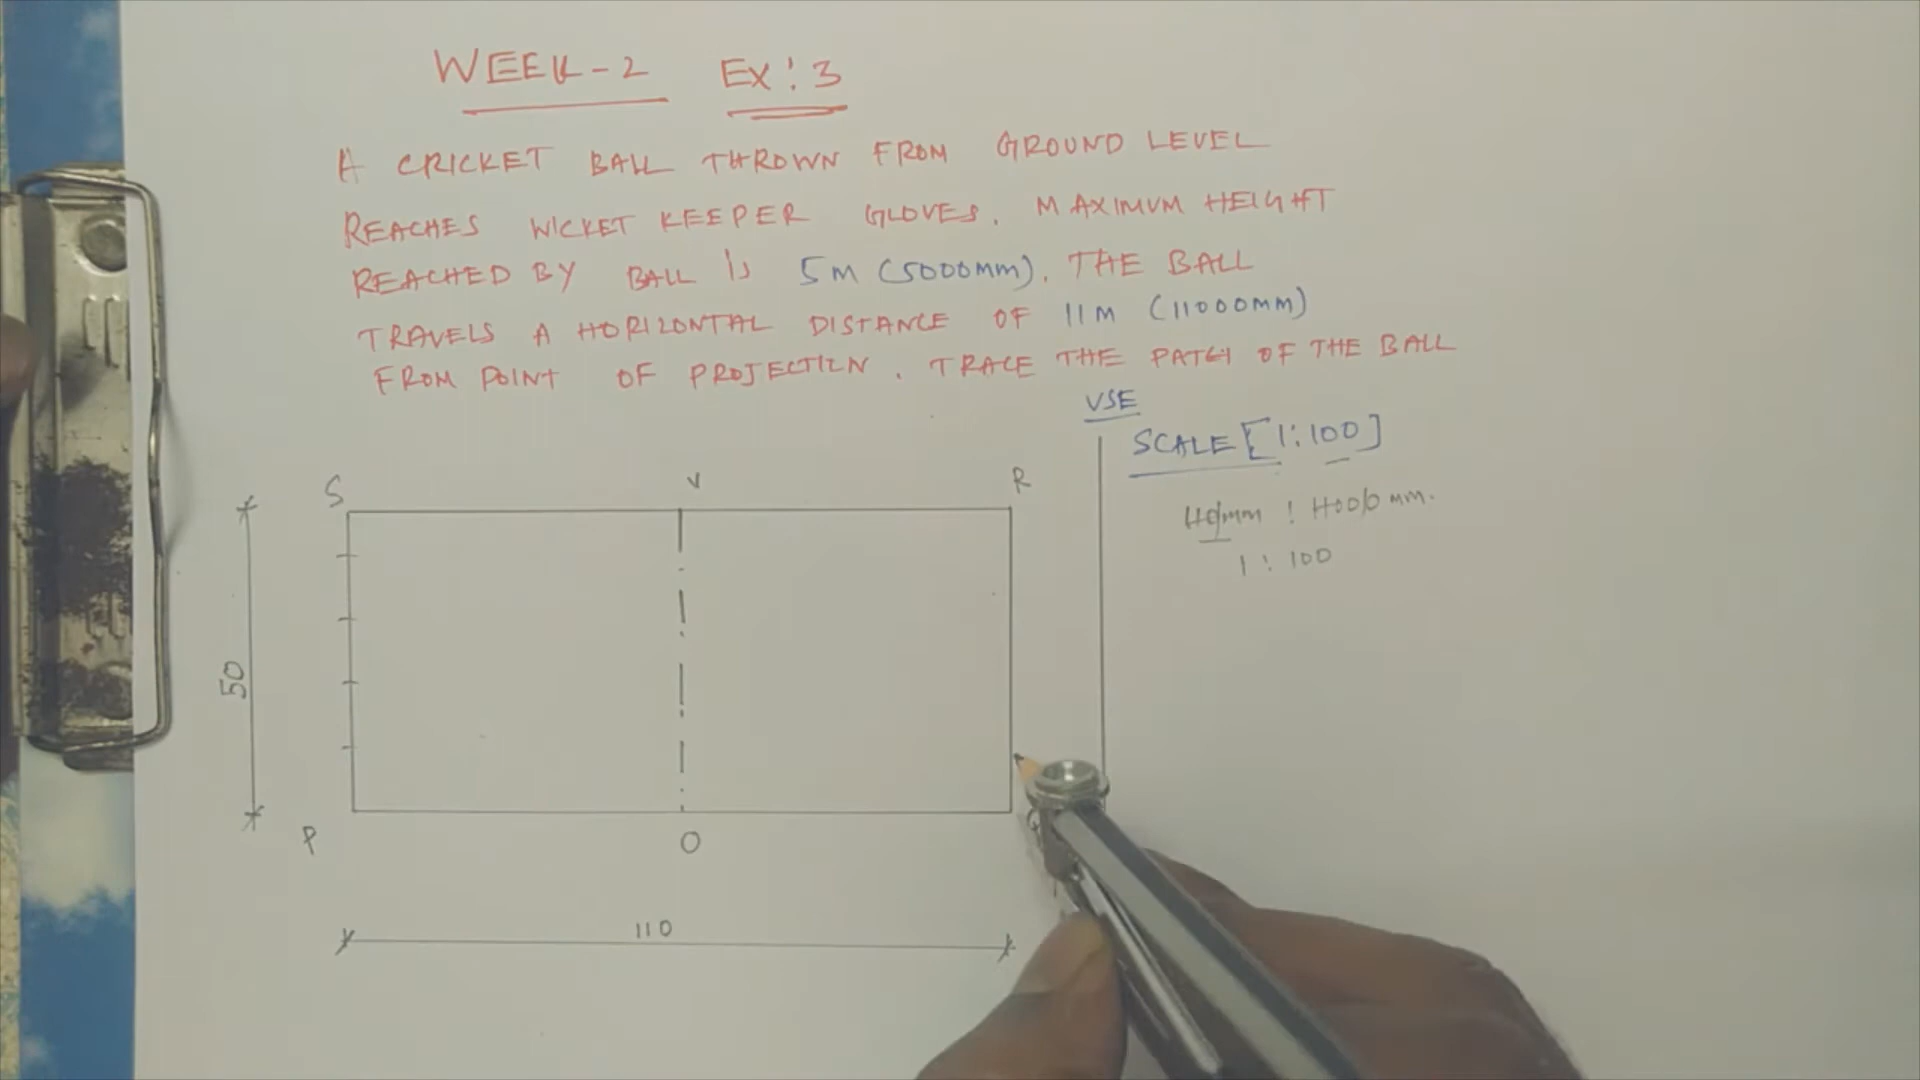 WEEK-2 EX:3
A CRICKET BALL THROWN FROM GROUND LEVEL
REACHES WICKET KEEPER GLOVES. MAXIMUM HEIGHT
REACHED BY BALL IS 5M (5000MM). THE BALL
TRAVELS A HORIZONTAL DISTANCE OF 11M (11000MM)
FROM POINT OF PROJECTION. TRACE THE PATH OF THE BALL
USE
SCALE [1:100]
110mm : 11000mm.
1 : 100
S V R
50
P O
110